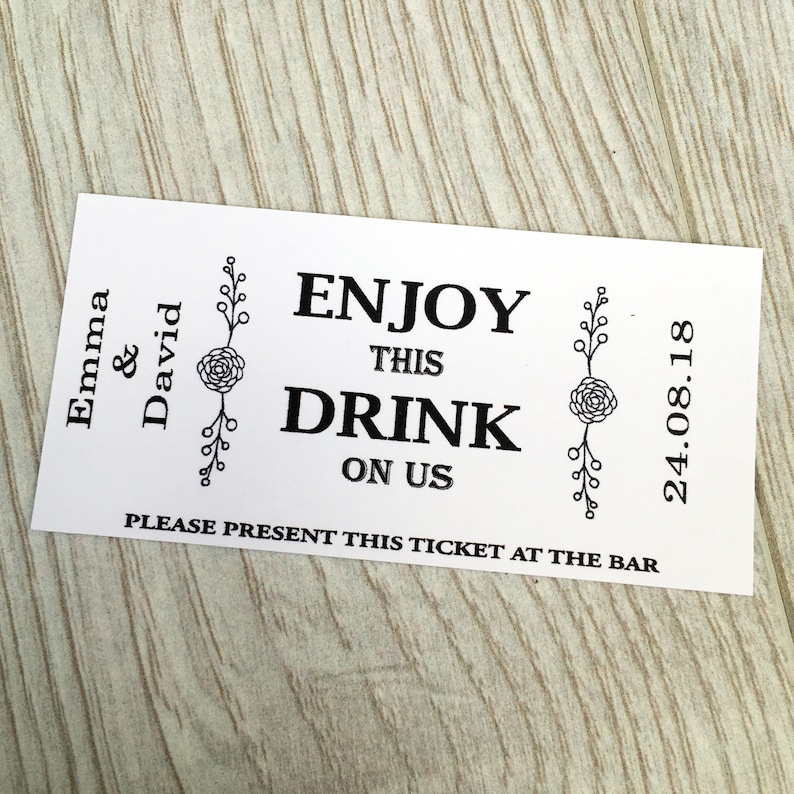 Emma
&
David
ENJOY
THIS
DRINK
ON US
24.08.18
PLEASE PRESENT THIS TICKET AT THE BAR